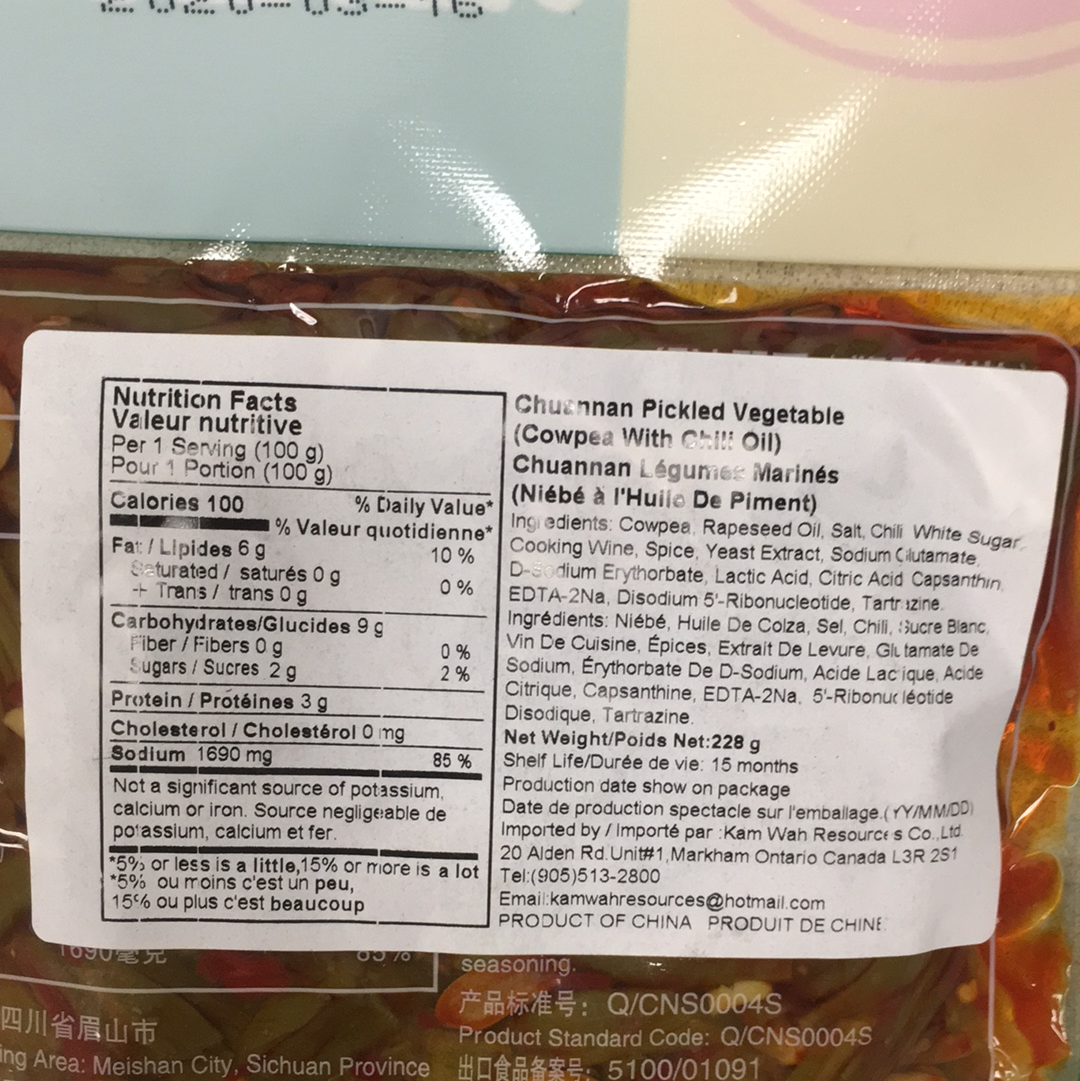 Nutrition Facts
Valeur nutritive
Per 1 Serving (100 g)
Pour 1 Portion (100 g)
Calories 100
% Daily Value*
% Valeur quotidienne*
Fat / Lipides 6 g 10 %
Saturated / saturés 0 g
+ Trans / trans 0 g 0 %
Carbohydrates/Glucides 9 g
Fiber / Fibers 0 g 0 %
Sugars / Sucres 2 g 2 %
Protein / Protéines 3 g
Cholesterol / Cholestérol 0 mg
Sodium 1690 mg 85 %
Not a significant source of potassium,
calcium or iron. Source negligeable de
potassium, calcium et fer.
*5% or less is a little,15% or more is a lot
*5% ou moins c'est un peu,
15% ou plus c'est beaucoup
Chuannan Pickled Vegetable
(Cowpea With Chili Oil)
Chuannan Légumes Marinés
(Niébé à l'Huile De Piment)
Ingredients: Cowpea, Rapeseed Oil, Salt, Chili White Sugar,
Cooking Wine, Spice, Yeast Extract, Sodium Glutamate,
D-Sodium Erythorbate, Lactic Acid, Citric Acid Capsanthin,
EDTA-2Na, Disodium 5'-Ribonucleotide, Tartrazine.
Ingrédients: Niébé, Huile De Colza, Sel, Chili, Sucre Blanc,
Vin De Cuisine, Épices, Extrait De Levure, Glutamate De
Sodium, Érythorbate De D-Sodium, Acide Lactique, Acide
Citrique, Capsanthine, EDTA-2Na, 5'-Ribonucléotide
Disodique, Tartrazine.
Net Weight/Poids Net:228 g
Shelf Life/Durée de vie: 15 months
Production date show on package
Date de production spectacle sur l'emballage.(YY/MM/DD)
Imported by / Importé par :Kam Wah Resources Co.,Ltd.
20 Alden Rd.Unit#1,Markham Ontario Canada L3R 2S1
Tel:(905)513-2800
Email:kamwahresources@hotmail.com
PRODUCT OF CHINA PRODUIT DE CHINE
1690毫克 85%
seasoning.
四川省眉山市
ing Area: Meishan City, Sichuan Province
产品标准号: Q/CNS0004S
Product Standard Code: Q/CNS0004S
出口食品备案号: 5100/01091